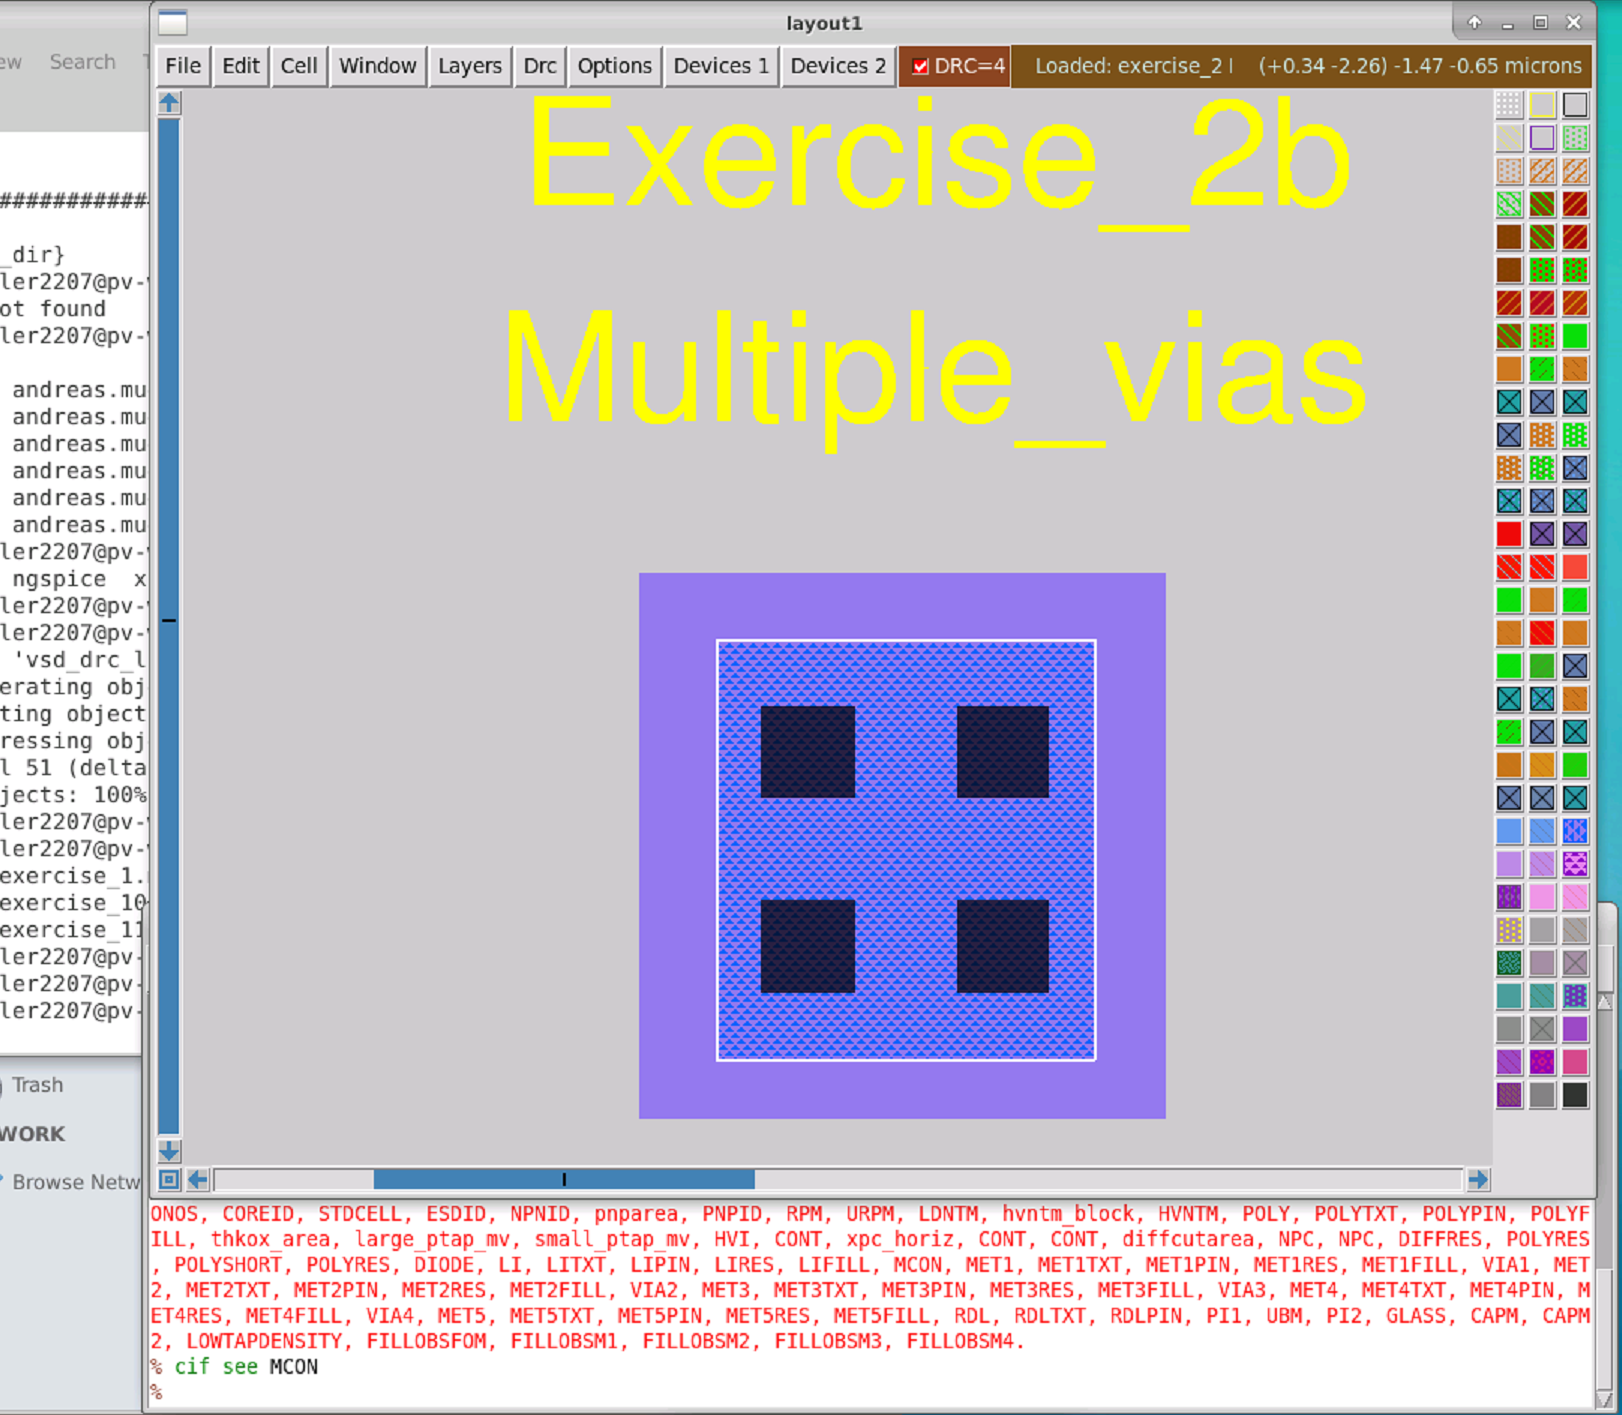 layout1
ew Search
File Edit Cell Window Layers Drc Options Devices 1 Devices 2 DRC=4 Loaded: exercise_2 (+0.34 -2.26) -1.47 -0.65 microns
Exercise_2b
Multiple_vias
###########
_dir}
ler2207@pv-
ot found
ler2207@pv-
andreas.mu
andreas.mu
andreas.mu
andreas.mu
andreas.mu
andreas.mu
ler2207@pv-
ngspice x
ler2207@pv-
ler2207@pv-
'vsd_drc_l
erating obj
ting object
ressing obj
l 51 (delta
jects: 100%
ler2207@pv-
ler2207@pv-
exercise_1.
exercise_10
exercise_11
ler2207@pv-
ler2207@pv-
ler2207@pv-
Trash
WORK
Browse Netw
ONOS, COREID, STDCELL, ESDID, NPNID, pnparea, PNPID, RPM, URPM, LDNTM, hvntm_block, HVNTM, POLY, POLYTXT, POLYPIN, POLYF
ILL, thkox_area, large_ptap_mv, small_ptap_mv, HVI, CONT, xpc_horiz, CONT, CONT, diffcutarea, NPC, NPC, DIFFRES, POLYRES
, POLYSHORT, POLYRES, DIODE, LI, LITXT, LIPIN, LIRES, LIFILL, MCON, MET1, MET1TXT, MET1PIN, MET1RES, MET1FILL, VIA1, MET
2, MET2TXT, MET2PIN, MET2RES, MET2FILL, VIA2, MET3, MET3TXT, MET3PIN, MET3RES, MET3FILL, VIA3, MET4, MET4TXT, MET4PIN, M
ET4RES, MET4FILL, VIA4, MET5, MET5TXT, MET5PIN, MET5RES, MET5FILL, RDL, RDLTXT, RDLPIN, PI1, UBM, PI2, GLASS, CAPM, CAPM
2, LOWTAPDENSITY, FILLOBSFOM, FILLOBSM1, FILLOBSM2, FILLOBSM3, FILLOBSM4.
% cif see MCON
%